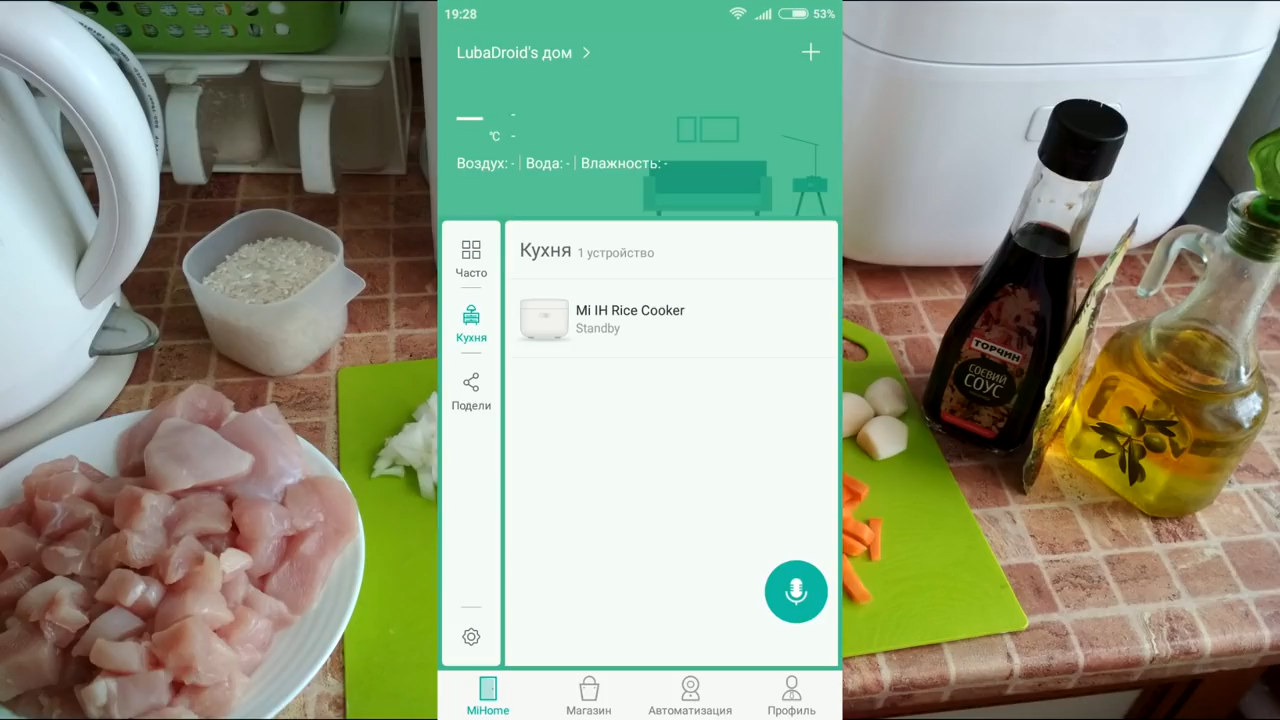 19:28
53%
LubaDroid's дом
-
°C -
Воздух: - | Вода: - | Влажность: -
Часто
Кухня
Подели
Кухня 1 устройство
Mi IH Rice Cooker
Standby
MiHome
Магазин
Автоматизация
Профиль
ТОРЧИН
СОЄВИЙ
СОУС